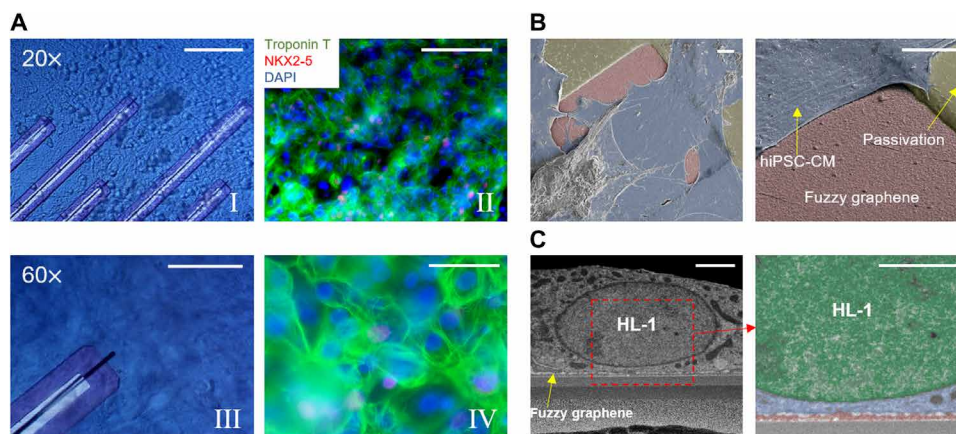 A
20×
I
Troponin T
NKX2-5
DAPI
II
60×
III
IV
B
hiPSC-CM
Passivation
Fuzzy graphene
C
HL-1
Fuzzy graphene
HL-1